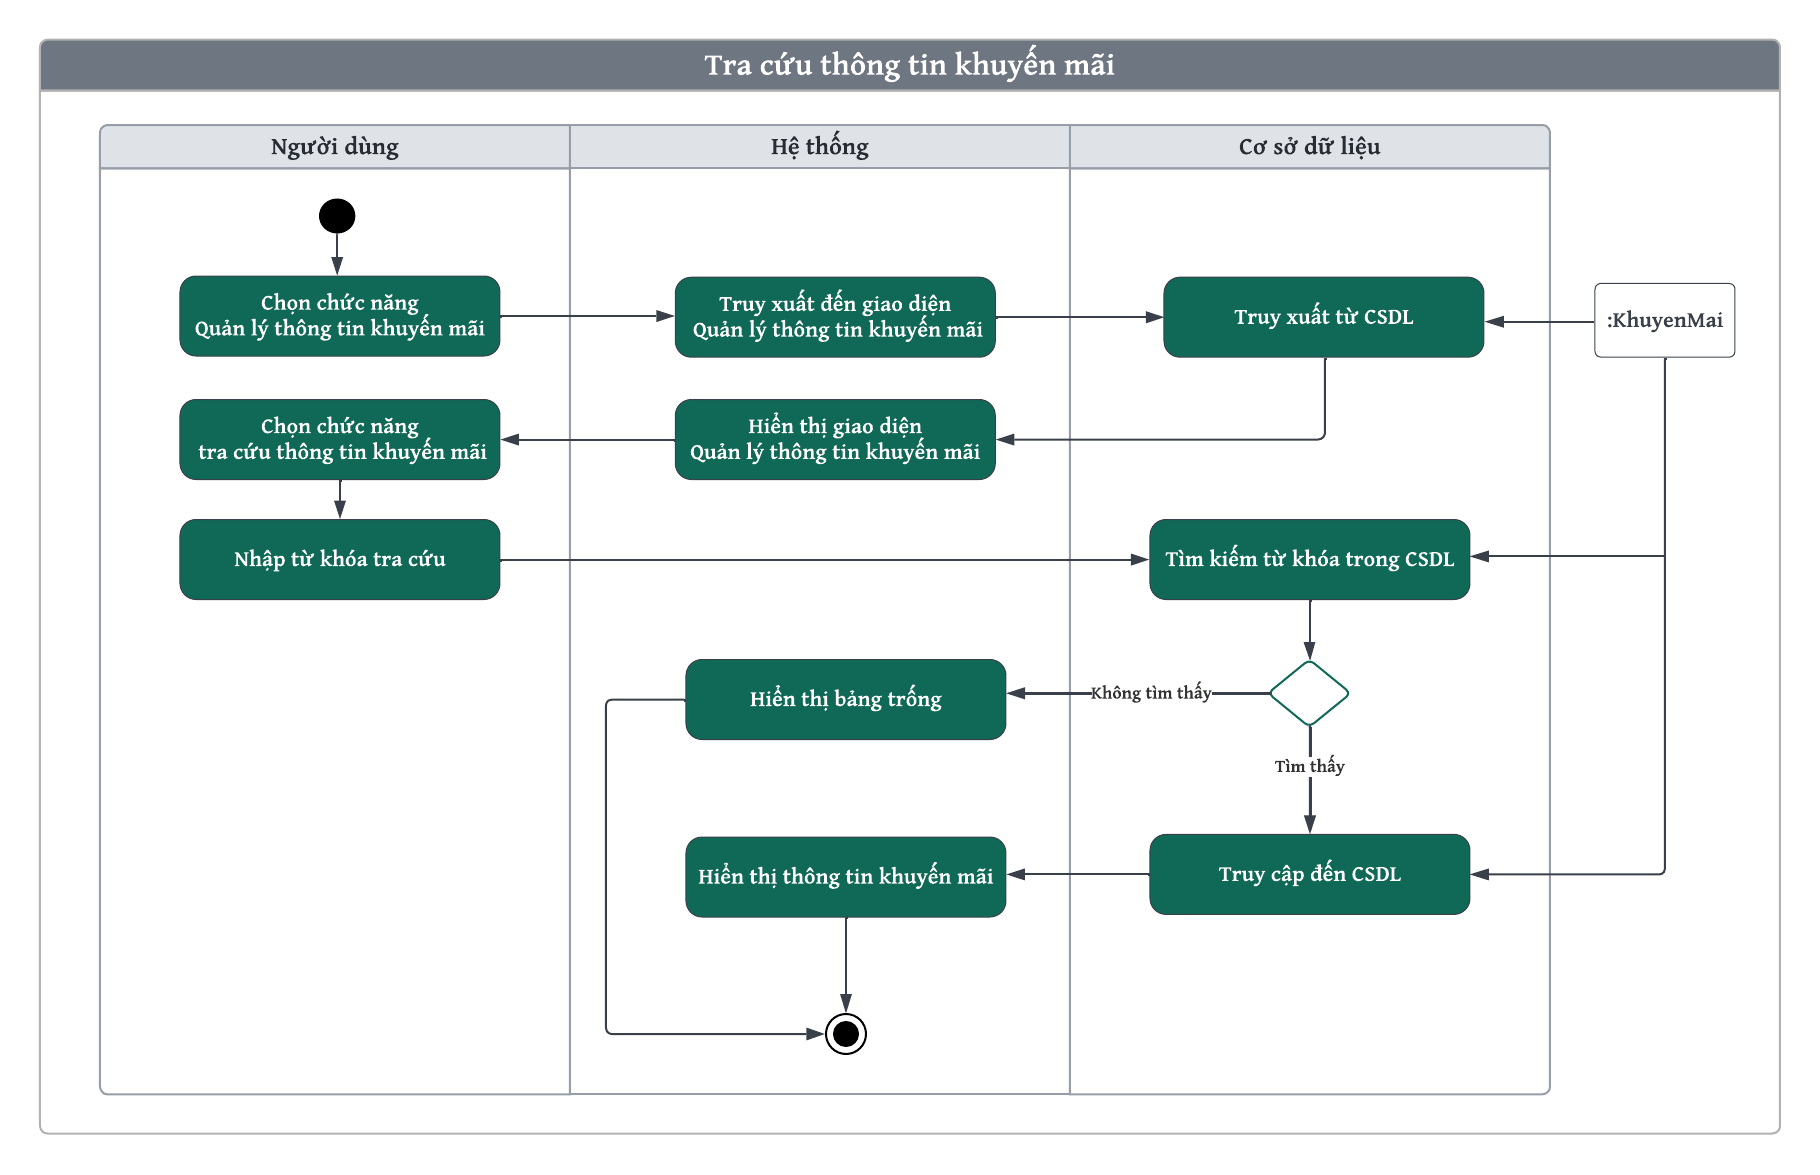 Tra cứu thông tin khuyến mãi
Người dùng
Hệ thống
Cơ sở dữ liệu
Chọn chức năng
Quản lý thông tin khuyến mãi
Truy xuất đến giao diện
Quản lý thông tin khuyến mãi
Truy xuất từ CSDL
:KhuyenMai
Chọn chức năng
tra cứu thông tin khuyến mãi
Hiển thị giao diện
Quản lý thông tin khuyến mãi
Nhập từ khóa tra cứu
Tìm kiếm từ khóa trong CSDL
Hiển thị bảng trống
Không tìm thấy
Tìm thấy
Hiển thị thông tin khuyến mãi
Truy cập đến CSDL